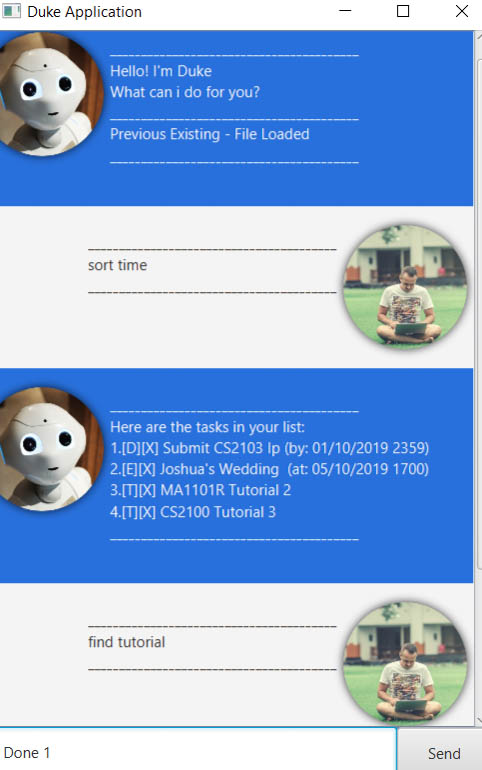 Duke Application
____________________________________
Hello! I'm Duke
What can i do for you?
____________________________________
Previous Existing - File Loaded
____________________________________
____________________________________
sort time
____________________________________
____________________________________
Here are the tasks in your list:
1.[D][X] Submit CS2103 Ip (by: 01/10/2019 2359)
2.[E][X] Joshua's Wedding  (at: 05/10/2019 1700)
3.[T][X] MA1101R Tutorial 2
4.[T][X] CS2100 Tutorial 3
____________________________________
____________________________________
find tutorial
____________________________________
Done 1
Send